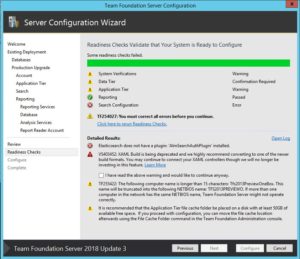 Team Foundation Server Configuration
Server Configuration Wizard
Welcome
Existing Deployment
Databases
Production Upgrade
Account
Application Tier
Search
Reporting
Reporting Services
Database
Analysis Services
Report Reader Account
Review
Readiness Checks
Configure
Complete
Readiness Checks Validate that Your System is Ready to Configure
Some readiness checks failed.
System Verifications Warning
Data Tier Confirmation Required
Application Tier Warning
Reporting Passed
Search Configuration Error
TF254027: You must correct all errors before you continue.
Click here to rerun Readiness Checks.
Detailed Results: Open Log
Elasticsearch does not have a plugin: 'AlmSearchAuthPlugin' installed.
VS403452: XAML Build is being deprecated and we highly recommend converting to one of the newer
build formats. You may continue to connect your XAML controllers though we will no longer be
investing in this feature. Learn More
I have read the above warning and would like to continue anyway.
The following computer name is longer than 15 characters:
name will be truncated into the following NETBIOS name: If more than one
computer in the network has the same NETBIOS name, Team Foundation Server might not operate
correctly.
It is recommended that the Application Tier file cache folder be placed on a disk with at least 50GB of
available free space. If you proceed with configuration, you can move the file cache location
afterwards using the File Cache Folder command in the Team Foundation Administration console.
Team Foundation Server 2018 Update 3
Previous
Next
Configure
Cancel